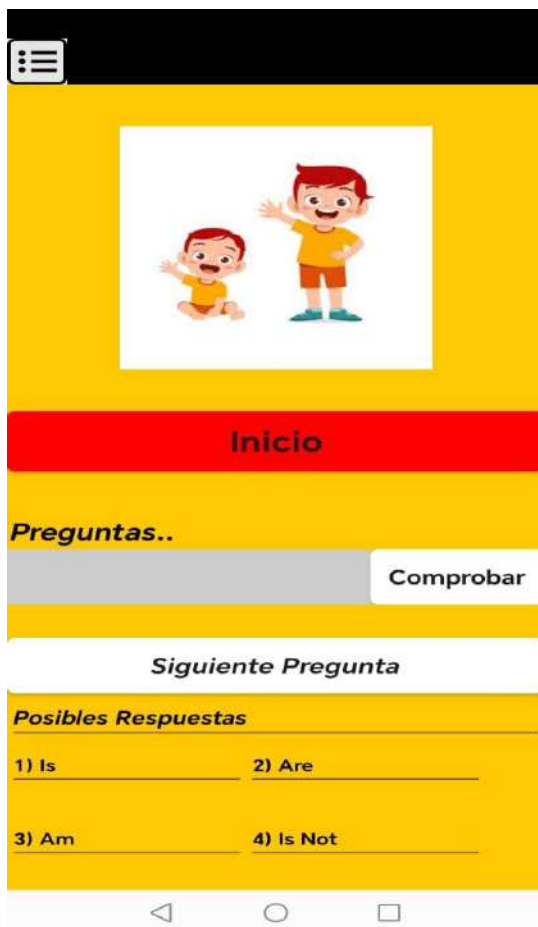 Inicio
Preguntas..
Comprobar
Siguiente Pregunta
Posibles Respuestas
1) Is 2) Are
3) Am 4) Is Not